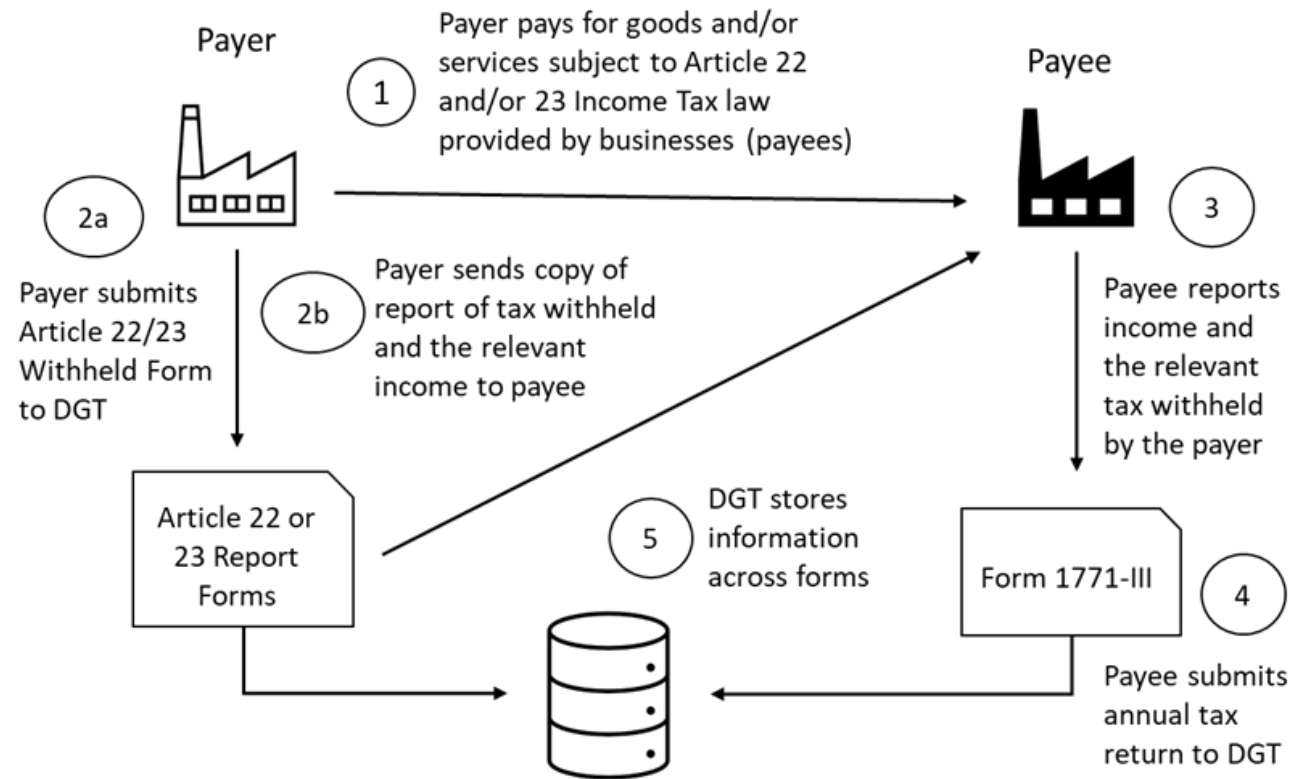 Payer
1
Payer pays for goods and/or
services subject to Article 22
and/or 23 Income Tax law
provided by businesses (payees)
Payee
2a
Payer submits
Article 22/23
Withheld Form
to DGT
2b
Payer sends copy of
report of tax withheld
and the relevant
income to payee
3
Payee reports
income and
the relevant
tax withheld
by the payer
Article 22 or
23 Report
Forms
5
DGT stores
information
across forms
Form 1771-III
4
Payee submits
annual tax
return to DGT